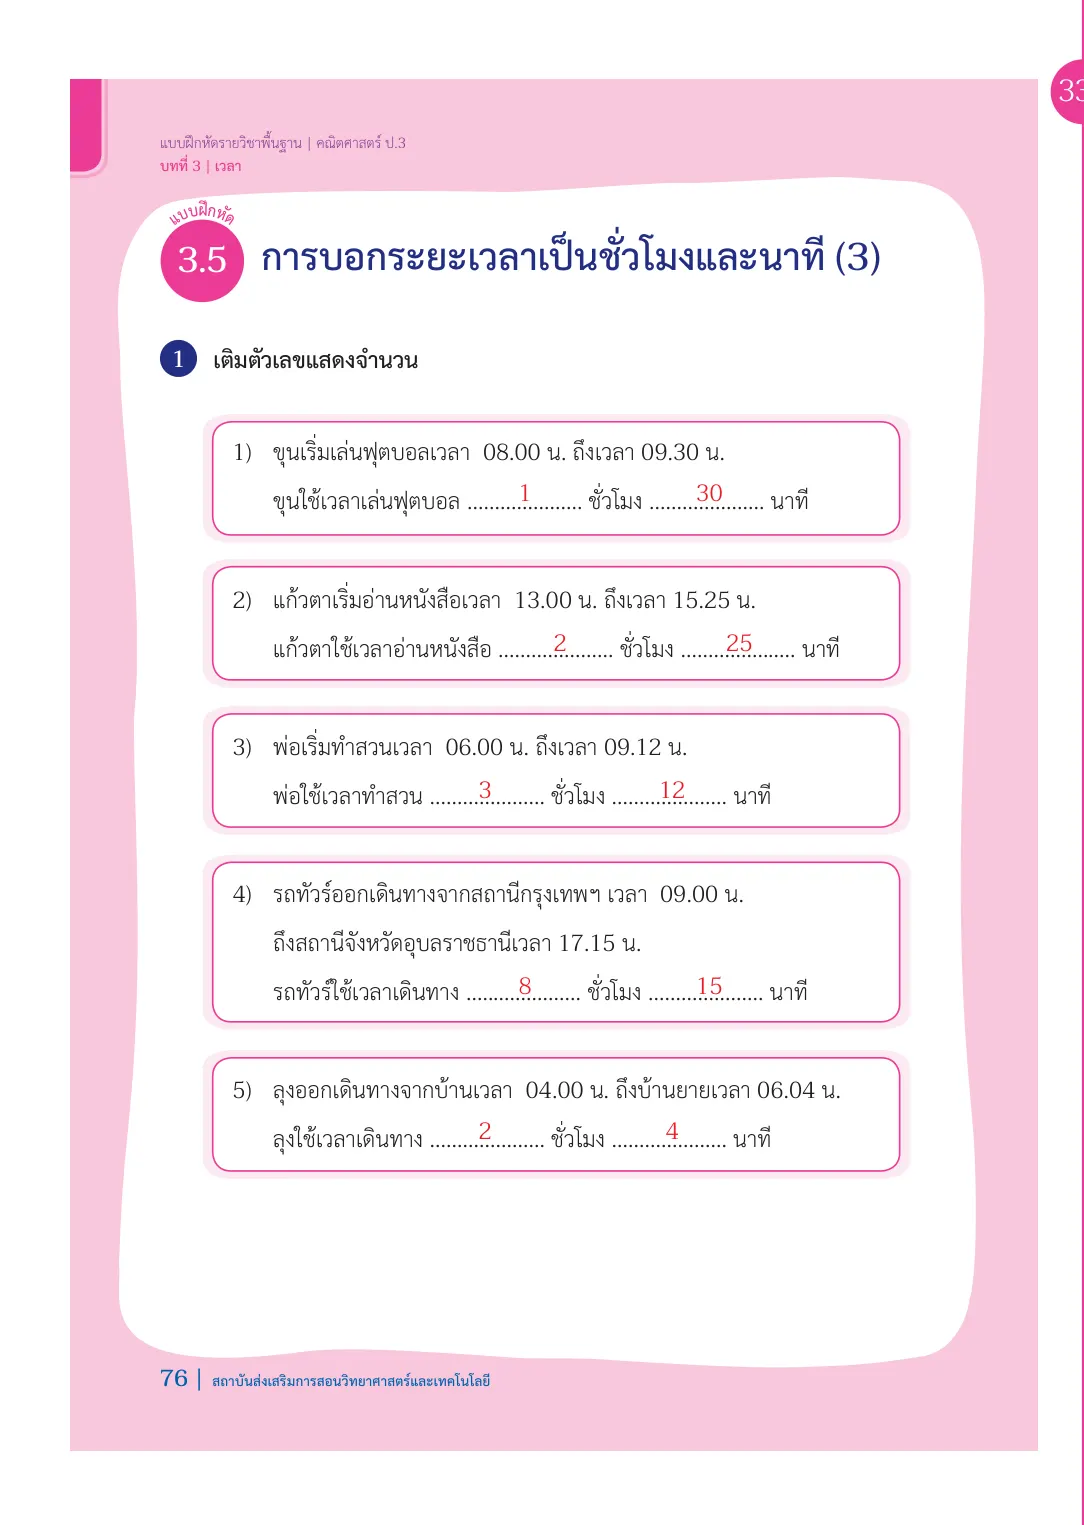 33
แบบฝึกหัดรายวิชาพื้นฐาน | คณิตศาสตร์ ป.3
บทที่ 3 | เวลา
แบบฝึกหัด
3.5 การบอกระยะเวลาเป็นชั่วโมงและนาที (3)
1 เติมตัวเลขแสดงจำนวน
1) ขุนเริ่มเล่นฟุตบอลเวลา 08.00 น. ถึงเวลา 09.30 น.
ขุนใช้เวลาเล่นฟุตบอล .......... 1 .......... ชั่วโมง .......... 30 .......... นาที
2) แก้วตาเริ่มอ่านหนังสือเวลา 13.00 น. ถึงเวลา 15.25 น.
แก้วตาใช้เวลาอ่านหนังสือ .......... 2 .......... ชั่วโมง .......... 25 .......... นาที
3) พ่อเริ่มทำสวนเวลา 06.00 น. ถึงเวลา 09.12 น.
พ่อใช้เวลาทำสวน .......... 3 .......... ชั่วโมง .......... 12 .......... นาที
4) รถทัวร์ออกเดินทางจากสถานีกรุงเทพฯ เวลา 09.00 น.
ถึงสถานีจังหวัดอุบลราชธานีเวลา 17.15 น.
รถทัวร์ใช้เวลาเดินทาง .......... 8 .......... ชั่วโมง .......... 15 .......... นาที
5) ลุงออกเดินทางจากบ้านเวลา 04.00 น. ถึงบ้านยายเวลา 06.04 น.
ลุงใช้เวลาเดินทาง .......... 2 .......... ชั่วโมง .......... 4 .......... นาที
76 | สถาบันส่งเสริมการสอนวิทยาศาสตร์และเทคโนโลยี